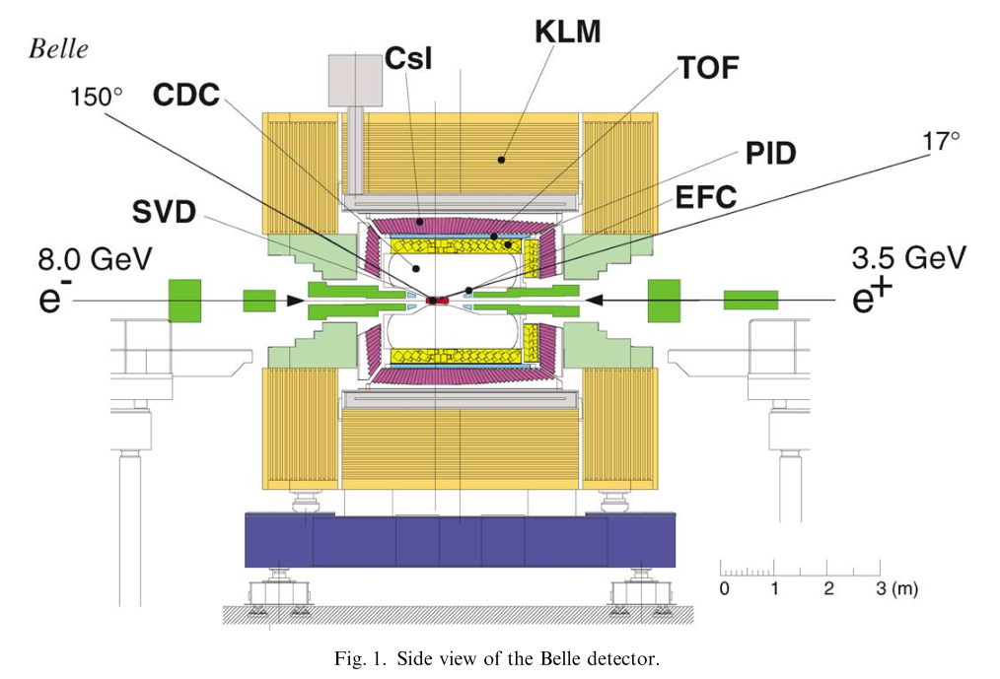 Belle
CsI
KLM
TOF
150°
CDC
17°
PID
EFC
SVD
8.0 GeV
e-
3.5 GeV
e+
0 1 2 3 (m)
Fig. 1. Side view of the Belle detector.